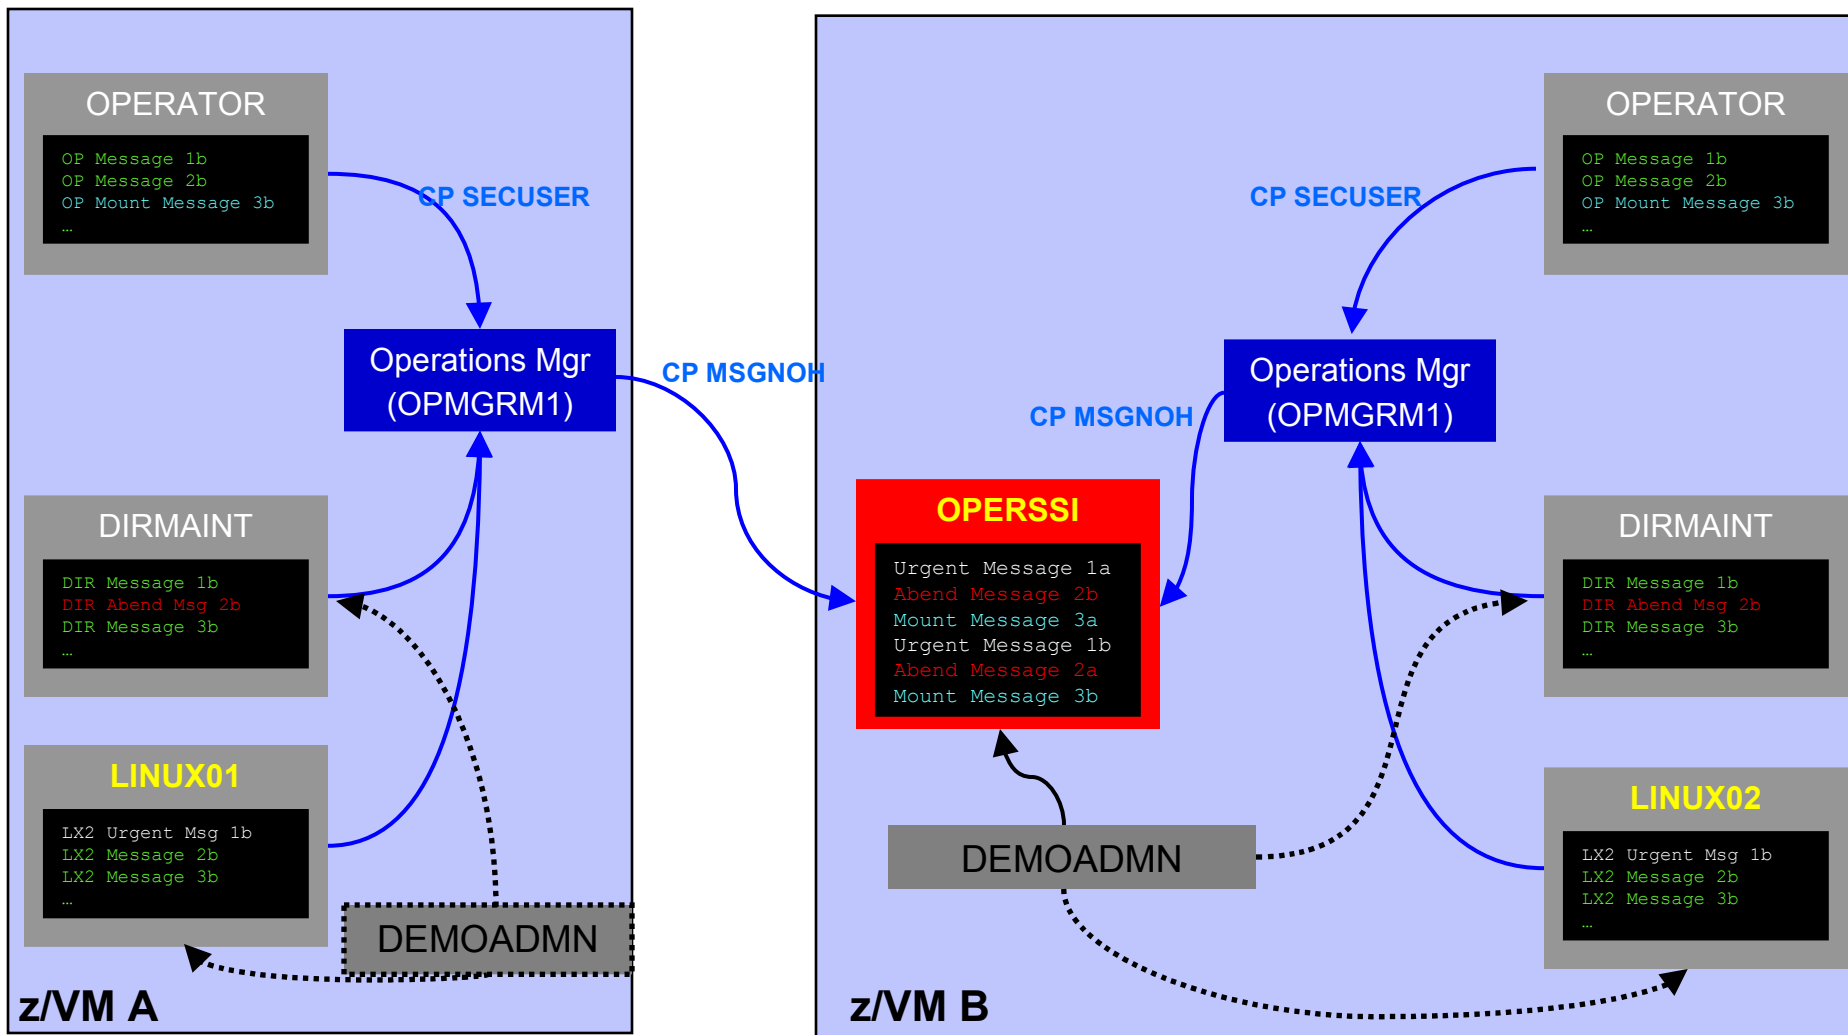 OPERATOR
OP Message 1b
OP Message 2b
OP Mount Message 3b
…
CP SECUSER
Operations Mgr
(OPMGRM1)
DIRMAINT
DIR Message 1b
DIR Abend Msg 2b
DIR Message 3b
…
LINUX01
LX2 Urgent Msg 1b
LX2 Message 2b
LX2 Message 3b
…
DEMOADMN
z/VM A
CP MSGNOH
OPERATOR
OP Message 1b
OP Message 2b
OP Mount Message 3b
…
CP SECUSER
Operations Mgr
(OPMGRM1)
CP MSGNOH
OPERSSI
Urgent Message 1a
Abend Message 2b
Mount Message 3a
Urgent Message 1b
Abend Message 2a
Mount Message 3b
DIRMAINT
DIR Message 1b
DIR Abend Msg 2b
DIR Message 3b
…
DEMOADMN
LINUX02
LX2 Urgent Msg 1b
LX2 Message 2b
LX2 Message 3b
…
z/VM B